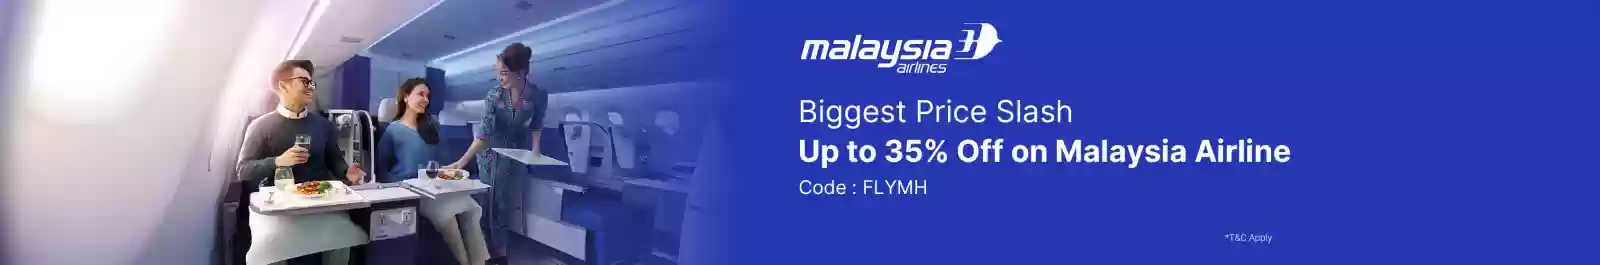 malaysia
airlines
Biggest Price Slash
Up to 35% Off on Malaysia Airline
Code : FLYMH
*T&C Apply